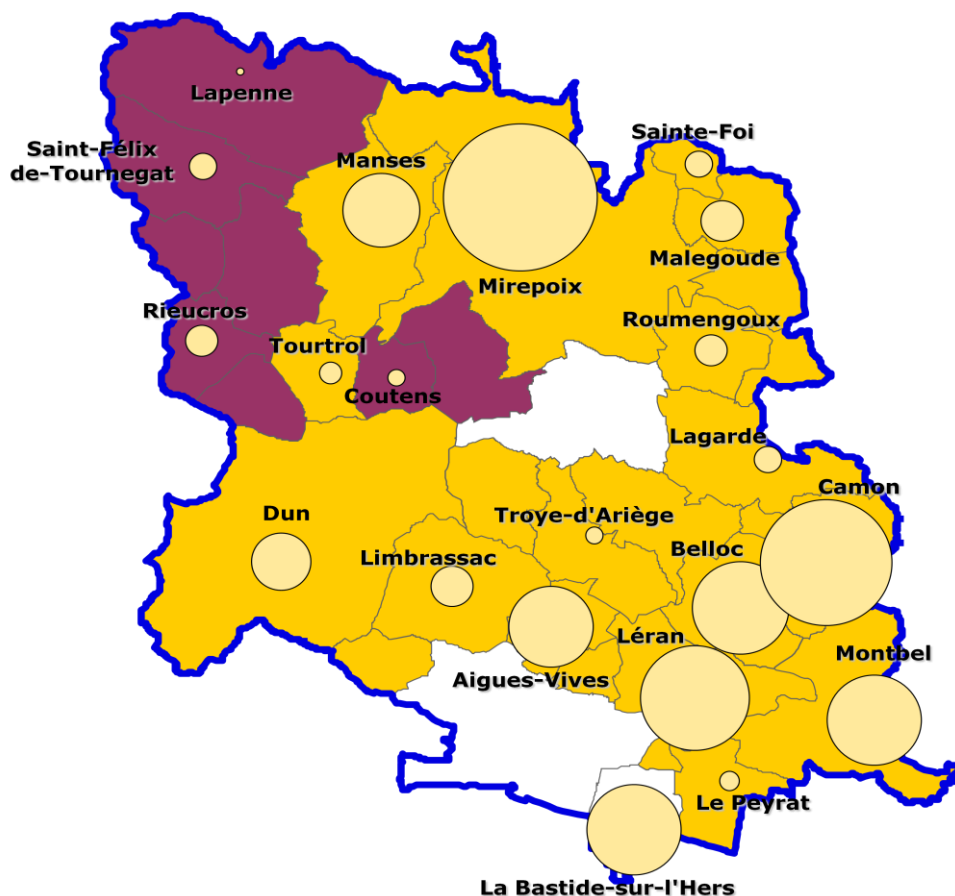 Lapenne
Sainte-Foi
Saint-Félix
de-Tournegat
Manses
Malegoude
Mirepoix
Rieucros
Roumengoux
Tourtrol
Coutens
Lagarde
Camon
Dun
Troye-d'Ariège
Belloc
Limbrassac
Léran
Montbel
Aigues-Vives
Le Peyrat
La Bastide-sur-l'Hers